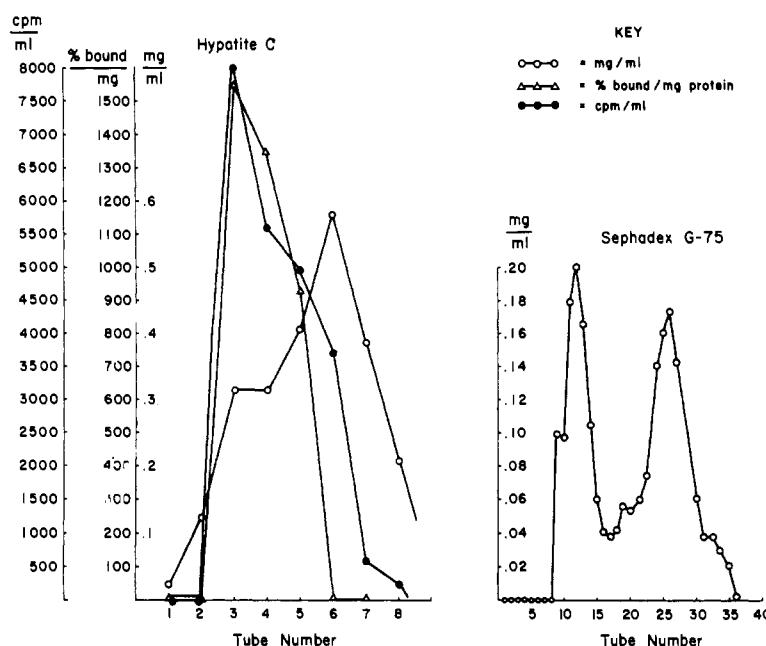 cpm
ml
% bound
mg
mg
ml
Hypatite C
8000
7500
7000
6500
6000
5500
5000
4500
4000
3500
3000
2500
2000
1500
1000
500
1500
1400
1300
1200
1100
1000
900
800
700
600
500
400
300
200
100
.6
.5
.4
.3
.2
.1
1 2 3 4 5 6 7 8
Tube Number
KEY
= mg/ml
= % bound/mg protein
= cpm/ml
mg
ml
Sephadex G-75
.20
.18
.16
.14
.12
.10
.08
.06
.04
.02
5 10 15 20 25 30 35 40
Tube Number